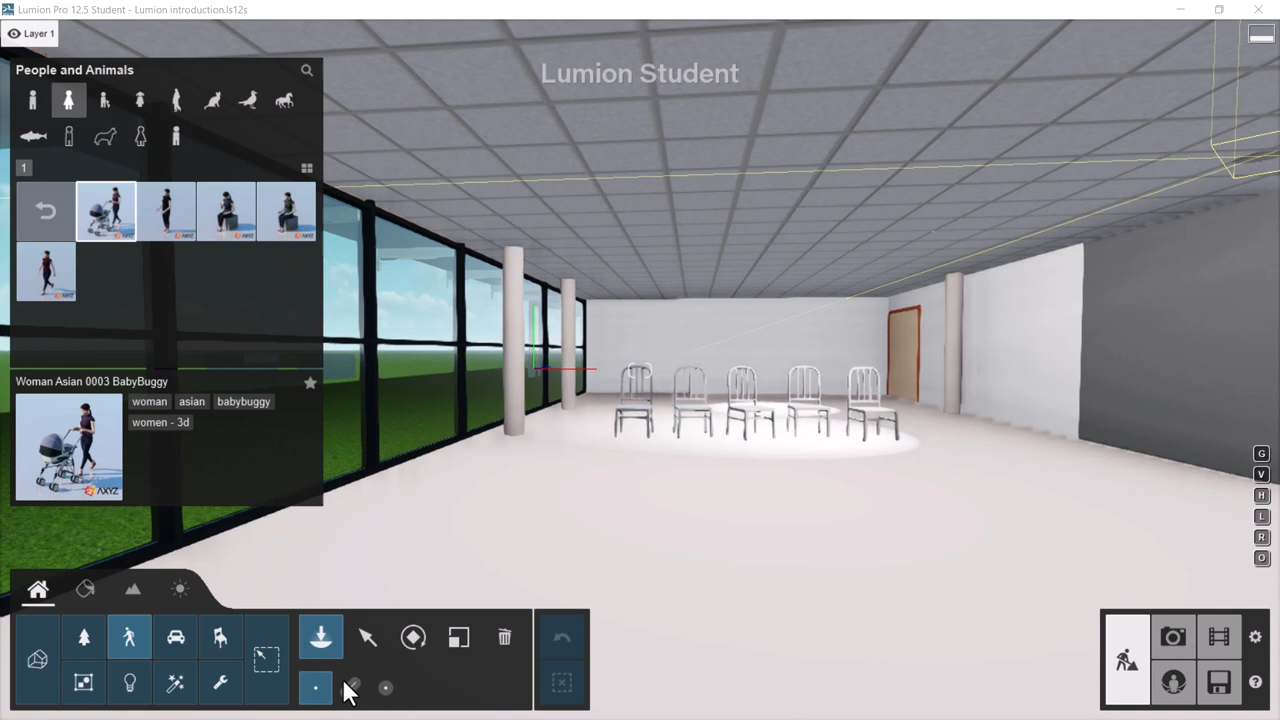 Lumion Pro 12.5 Student - Lumion introduction.ls12s
Layer 1
People and Animals
Lumion Student
1
AXYZ
Woman Asian 0003 BabyBuggy
woman asian babybuggy
women - 3d
AXYZ
G
V
H
L
R
O
?